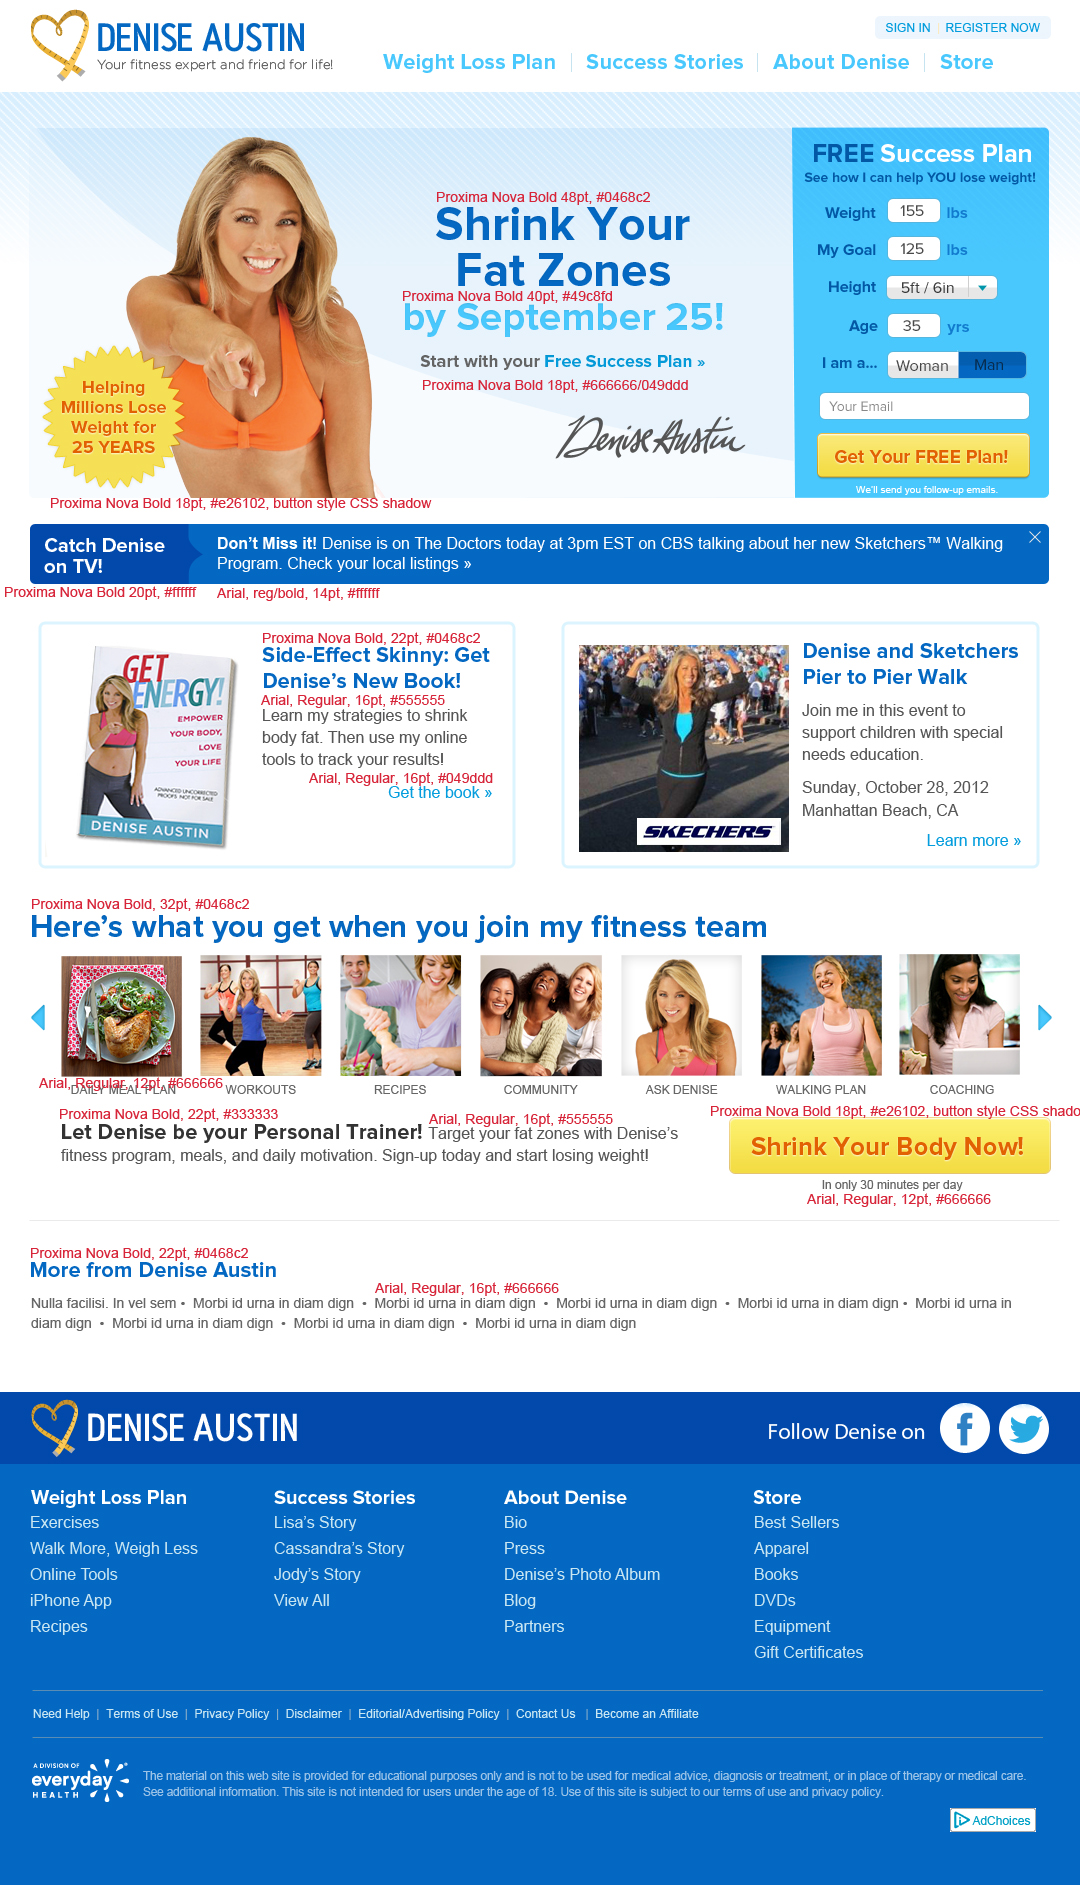 DENISE AUSTIN
Your fitness expert and friend for life!
SIGN IN | REGISTER NOW
Weight Loss Plan | Success Stories | About Denise | Store
Proxima Nova Bold 48pt, #0468c2
Shrink Your
Fat Zones
Proxima Nova Bold 40pt, #49c8fd
by September 25!
Start with your Free Success Plan »
Proxima Nova Bold 18pt, #666666/049ddd
Denise Austin
Helping
Millions Lose
Weight for
25 YEARS
Proxima Nova Bold 18pt, #e26102, button style CSS shadow
FREE Success Plan
See how I can help YOU lose weight!
Weight 155 lbs
My Goal 125 lbs
Height 5ft / 6in
Age 35 yrs
I am a... Woman Man
Your Email
Get Your FREE Plan!
We'll send you follow-up emails.
Catch Denise
on TV!
Don't Miss it! Denise is on The Doctors today at 3pm EST on CBS talking about her new Sketchers™ Walking
Program. Check your local listings »
Proxima Nova Bold 20pt, #ffffff
Arial, reg/bold, 14pt, #ffffff
GET
ENERGY!
EMPOWER
YOUR BODY,
LOVE
YOUR LIFE
ADVANCED UNCORRECTED
PROOFS NOT FOR SALE
DENISE AUSTIN
Proxima Nova Bold, 22pt, #0468c2
Side-Effect Skinny: Get
Denise's New Book!
Arial, Regular, 16pt, #555555
Learn my strategies to shrink
body fat. Then use my online
tools to track your results!
Arial, Regular, 16pt, #049ddd
Get the book »
SKECHERS
Denise and Sketchers
Pier to Pier Walk
Join me in this event to
support children with special
needs education.
Sunday, October 28, 2012
Manhattan Beach, CA
Learn more »
Proxima Nova Bold, 32pt, #0468c2
Here's what you get when you join my fitness team
Arial, Regular, 12pt, #666666
DAILY MEAL PLAN
WORKOUTS
RECIPES
COMMUNITY
ASK DENISE
WALKING PLAN
COACHING
Proxima Nova Bold, 22pt, #333333
Arial, Regular, 16pt, #555555
Let Denise be your Personal Trainer! Target your fat zones with Denise's
fitness program, meals, and daily motivation. Sign-up today and start losing weight!
Proxima Nova Bold 18pt, #e26102, button style CSS shado
Shrink Your Body Now!
In only 30 minutes per day
Arial, Regular, 12pt, #666666
Proxima Nova Bold, 22pt, #0468c2
More from Denise Austin
Arial, Regular, 16pt, #666666
Nulla facilisi. In vel sem • Morbi id urna in diam dign • Morbi id urna in diam dign • Morbi id urna in diam dign • Morbi id urna in diam dign • Morbi id urna in
diam dign • Morbi id urna in diam dign • Morbi id urna in diam dign • Morbi id urna in diam dign
DENISE AUSTIN
Follow Denise on
Weight Loss Plan
Exercises
Walk More, Weigh Less
Online Tools
iPhone App
Recipes
Success Stories
Lisa's Story
Cassandra's Story
Jody's Story
View All
About Denise
Bio
Press
Denise's Photo Album
Blog
Partners
Store
Best Sellers
Apparel
Books
DVDs
Equipment
Gift Certificates
Need Help | Terms of Use | Privacy Policy | Disclaimer | Editorial/Advertising Policy | Contact Us | Become an Affiliate
A DIVISION OF
everyday
HEALTH
The material on this web site is provided for educational purposes only and is not to be used for medical advice, diagnosis or treatment, or in place of therapy or medical care.
See additional information. This site is not intended for users under the age of 18. Use of this site is subject to our terms of use and privacy policy.
AdChoices